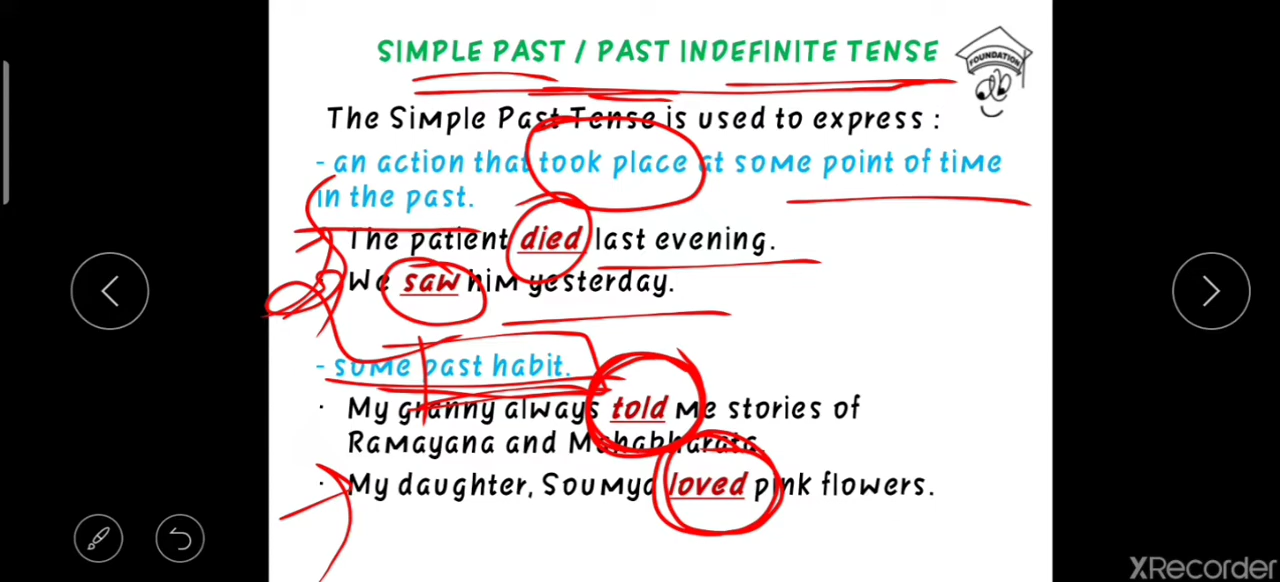 SIMPLE PAST / PAST INDEFINITE TENSE
FOUNDATION
The Simple Past Tense is used to express :
- an action that took place at some point of time
in the past.
The patient died last evening.
We saw him yesterday.
- some past habit.
· My granny always told me stories of
Ramayana and Mahabharata.
· My daughter, Soumya loved pink flowers.
XRecorder